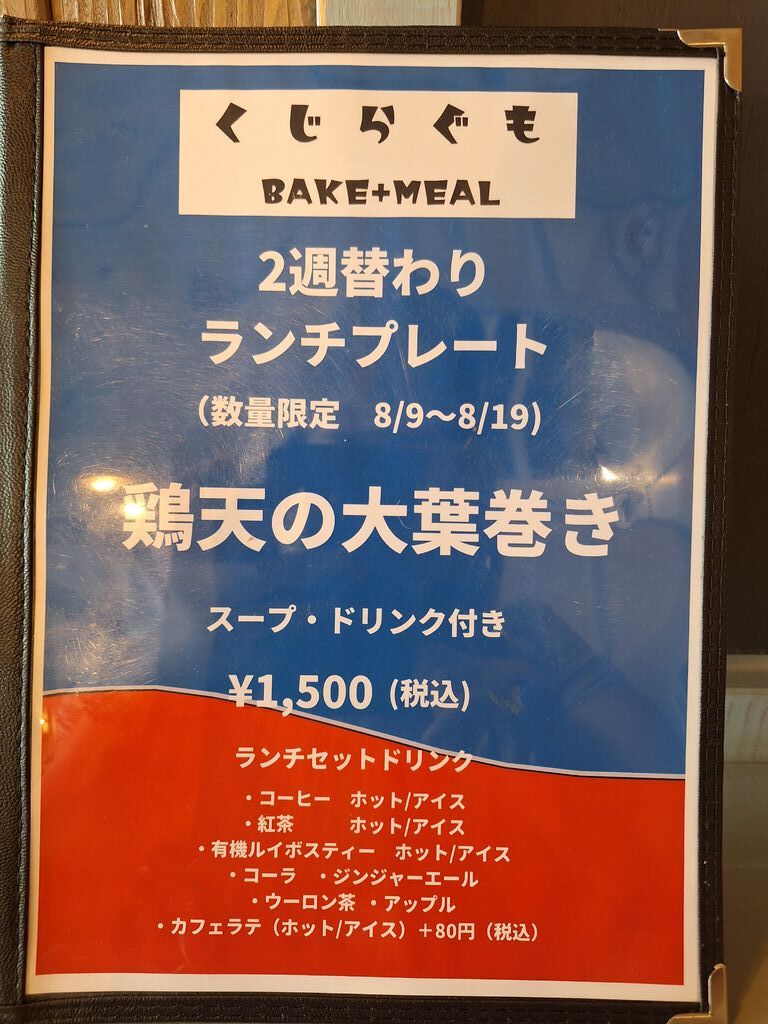 くじらぐも
BAKE+MEAL
2週替わり
ランチプレート
（数量限定　8/9〜8/19)
鶏天の大葉巻き
スープ・ドリンク付き
¥1,500 (税込)
ランチセットドリンク
・コーヒー　ホット/アイス
・紅茶　　　ホット/アイス
・有機ルイボスティー　ホット/アイス
・コーラ　・ジンジャーエール
・ウーロン茶 ・アップル
・カフェラテ（ホット/アイス）＋80円（税込）